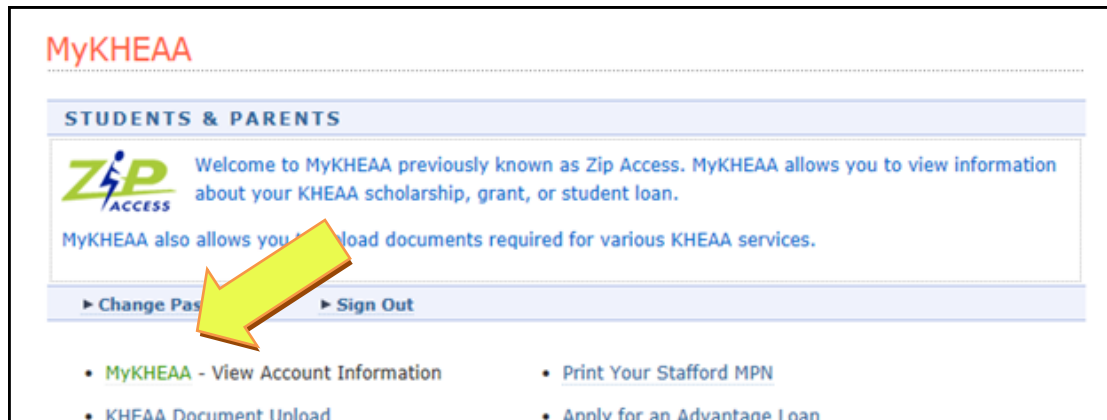 MyKHEAA
STUDENTS & PARENTS
ZiP ACCESS
Welcome to MyKHEAA previously known as Zip Access. MyKHEAA allows you to view information
about your KHEAA scholarship, grant, or student loan.
MyKHEAA also allows you load documents required for various KHEAA services.
Change Sign Out
MyKHEAA - View Account Information Print Your Stafford MPN
KHEAA Document Upload Apply for an Advantage Loan